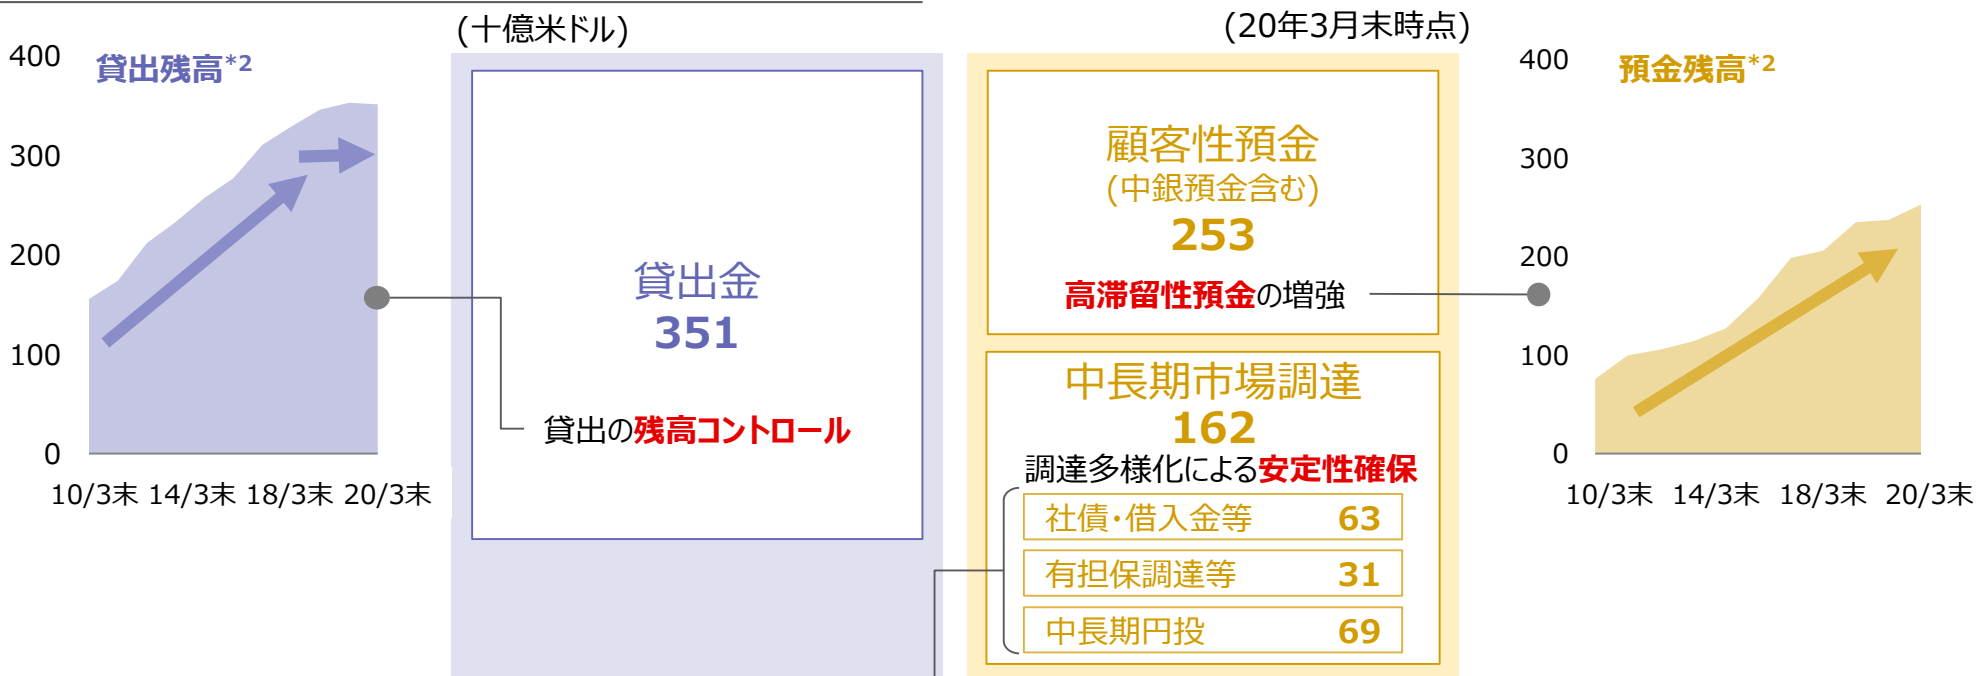 (十億米ドル)
(20年3月末時点)
貸出残高*2
400
300
200
100
0
10/3末 14/3末 18/3末 20/3末
貸出金
351
貸出の残高コントロール
顧客性預金
(中銀預金含む)
253
高滞留性預金の増強
中長期市場調達
162
調達多様化による安定性確保
社債・借入金等 63
有担保調達等 31
中長期円投 69
預金残高*2
400
300
200
100
0
10/3末 14/3末 18/3末 20/3末